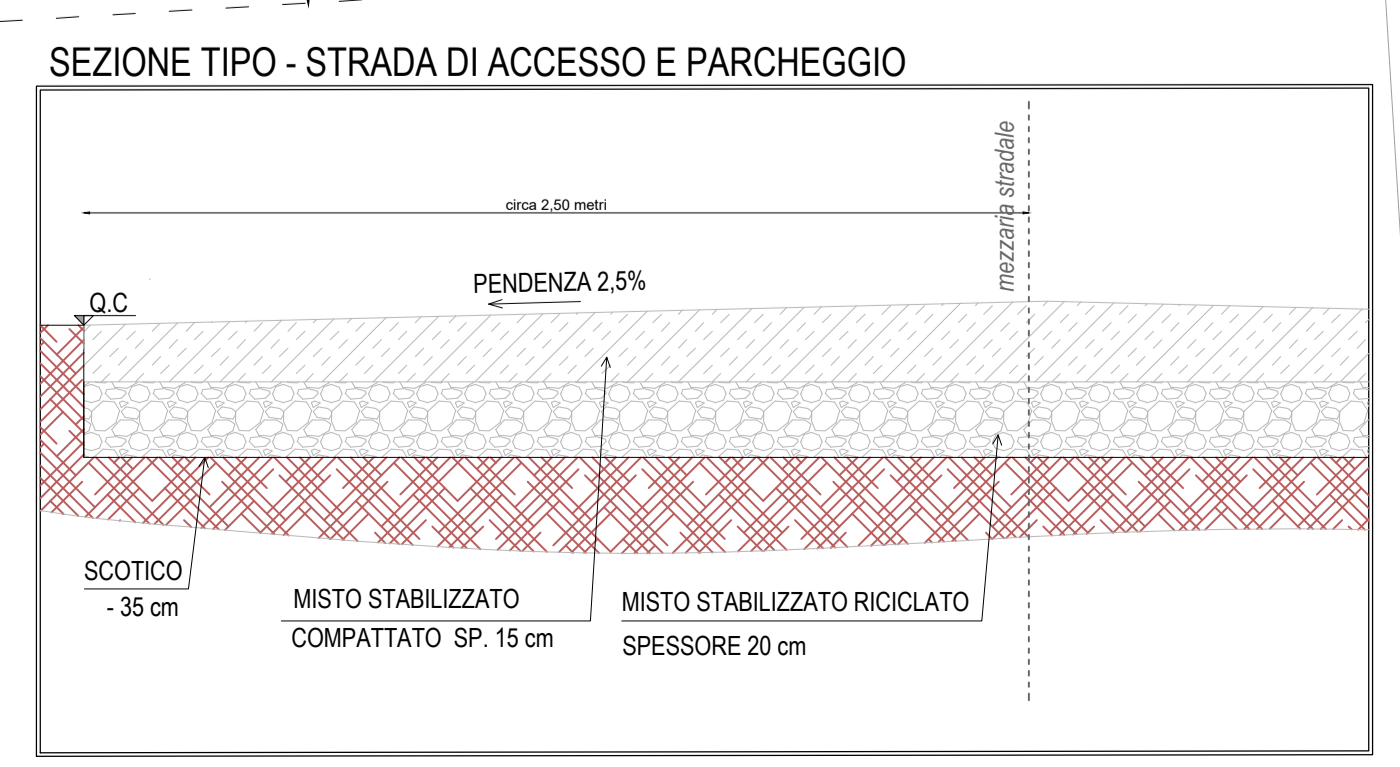 SEZIONE TIPO - STRADA DI ACCESSO E PARCHEGGIO
mezzaria stradale
circa 2,50 metri
PENDENZA 2,5%
Q.C
SCOTICO
- 35 cm
MISTO STABILIZZATO
COMPATTATO SP. 15 cm
MISTO STABILIZZATO RICICLATO
SPESSORE 20 cm